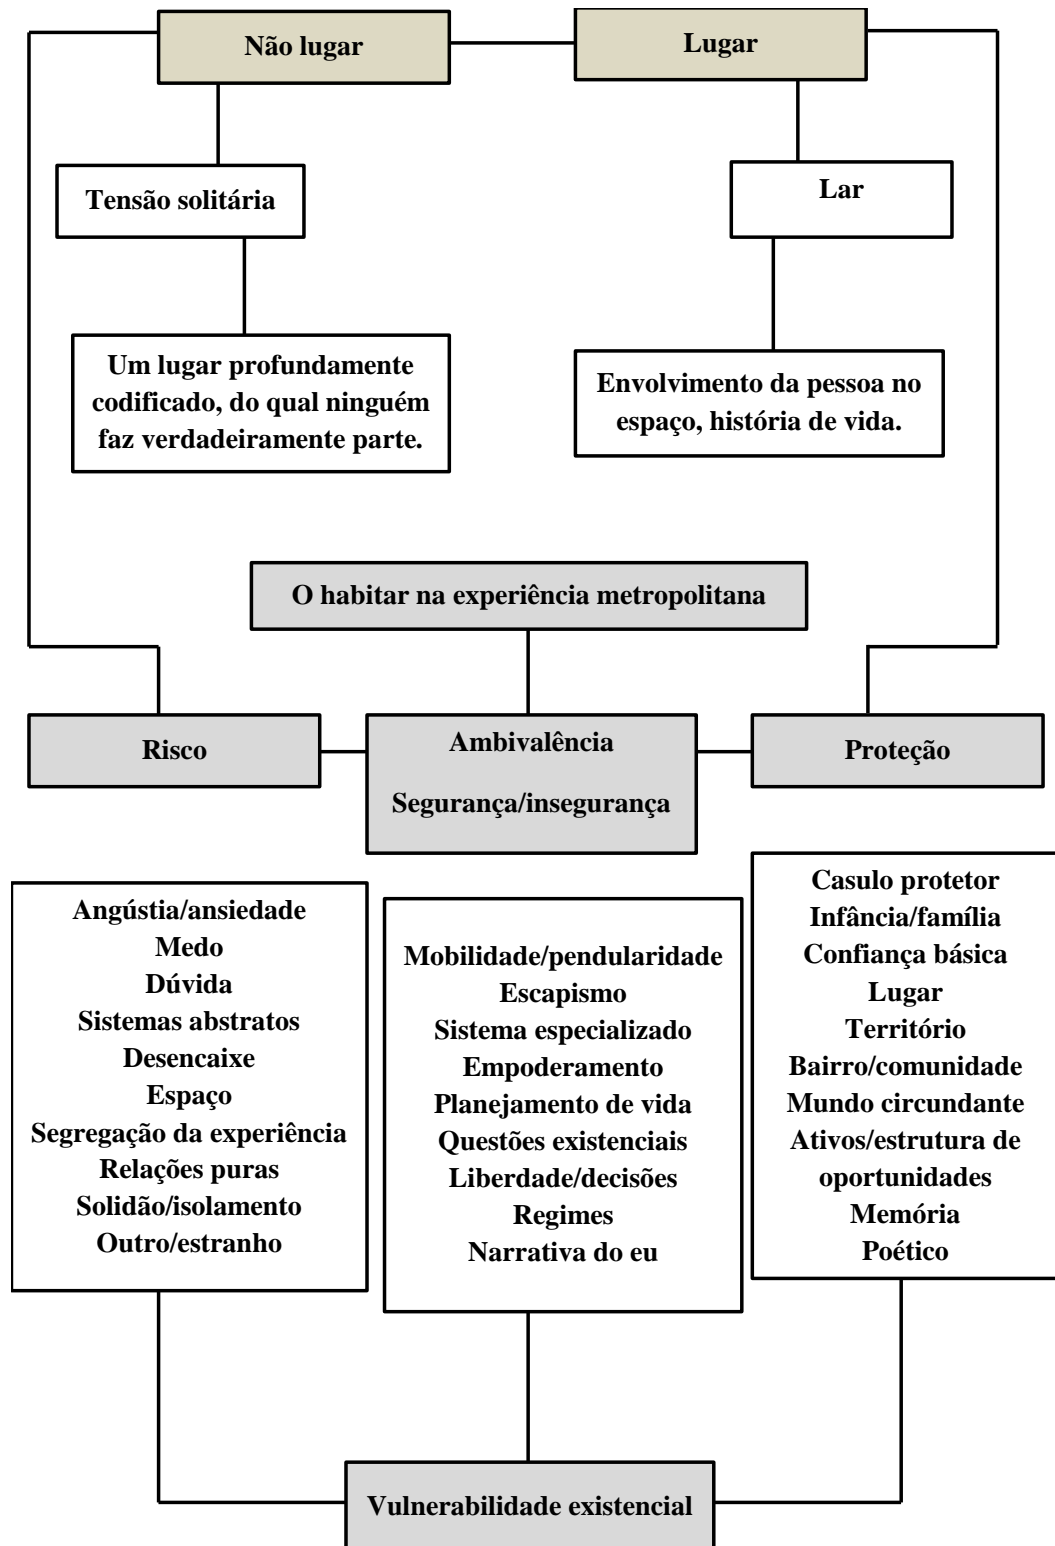 Não lugar
Lugar
Tensão solitária
Lar
Um lugar profundamente
codificado, do qual ninguém
faz verdadeiramente parte.
Envolvimento da pessoa no
espaço, história de vida.
O habitar na experiência metropolitana
Risco
Ambivalência
Segurança/insegurança
Proteção
Angústia/ansiedade
Medo
Dúvida
Sistemas abstratos
Desencaixe
Espaço
Segregação da experiência
Relações puras
Solidão/isolamento
Outro/estranho
Mobilidade/pendularidade
Escapismo
Sistema especializado
Empoderamento
Planejamento de vida
Questões existenciais
Liberdade/decisões
Regimes
Narrativa do eu
Casulo protetor
Infância/família
Confiança básica
Lugar
Território
Bairro/comunidade
Mundo circundante
Ativos/estrutura de
oportunidades
Memória
Poético
Vulnerabilidade existencial